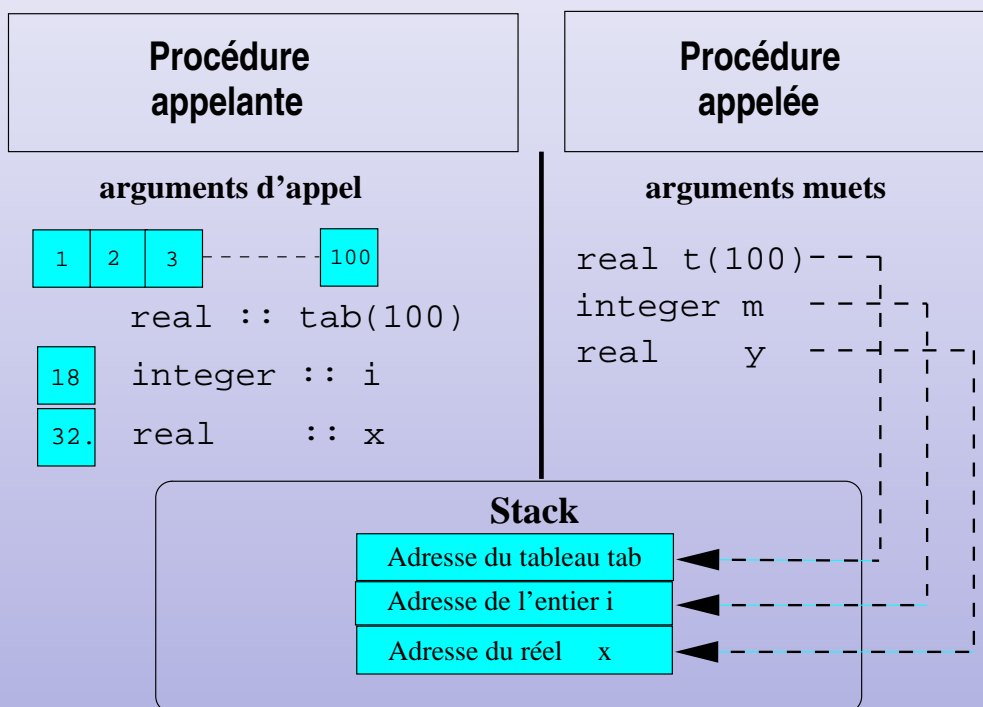 Procédure
appelante
Procédure
appelée
arguments d'appel
1 2 3 100
real :: tab(100)
18 integer :: i
32. real :: x
arguments muets
real t(100)
integer m
real y
Stack
Adresse du tableau tab
Adresse de l'entier i
Adresse du réel x